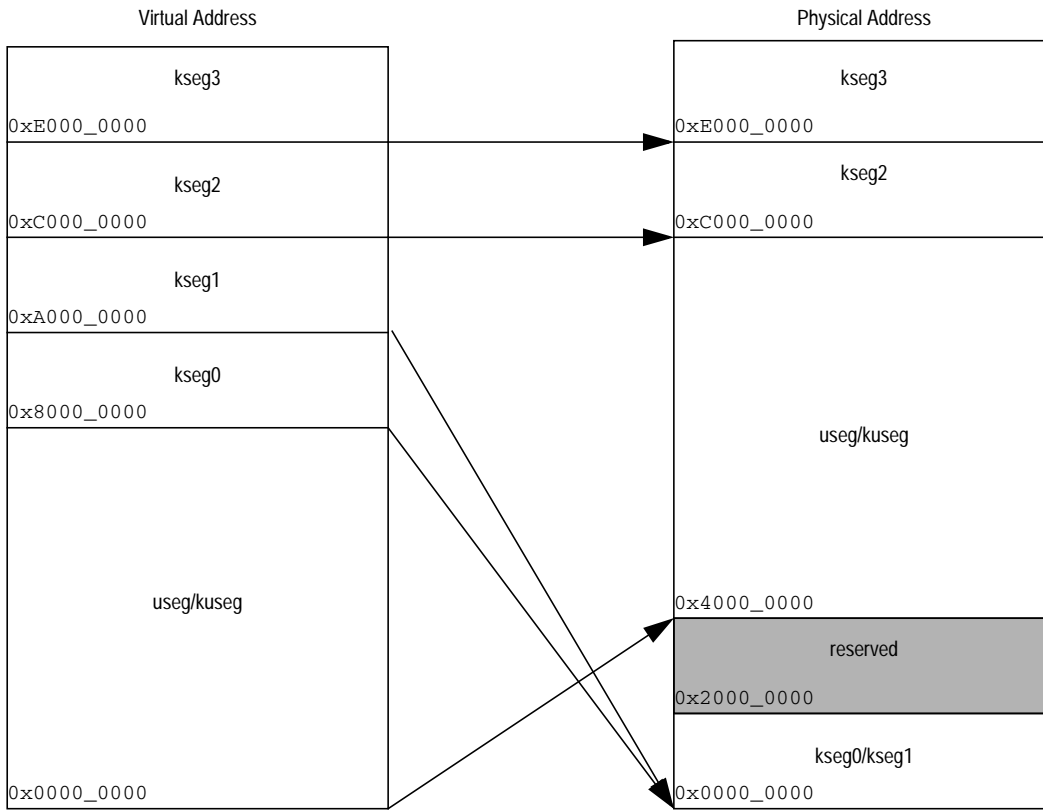 Virtual Address
kseg3
0xE000_0000
kseg2
0xC000_0000
kseg1
0xA000_0000
kseg0
0x8000_0000
useg/kuseg
0x0000_0000
Physical Address
kseg3
0xE000_0000
kseg2
0xC000_0000
useg/kuseg
0x4000_0000
reserved
0x2000_0000
kseg0/kseg1
0x0000_0000